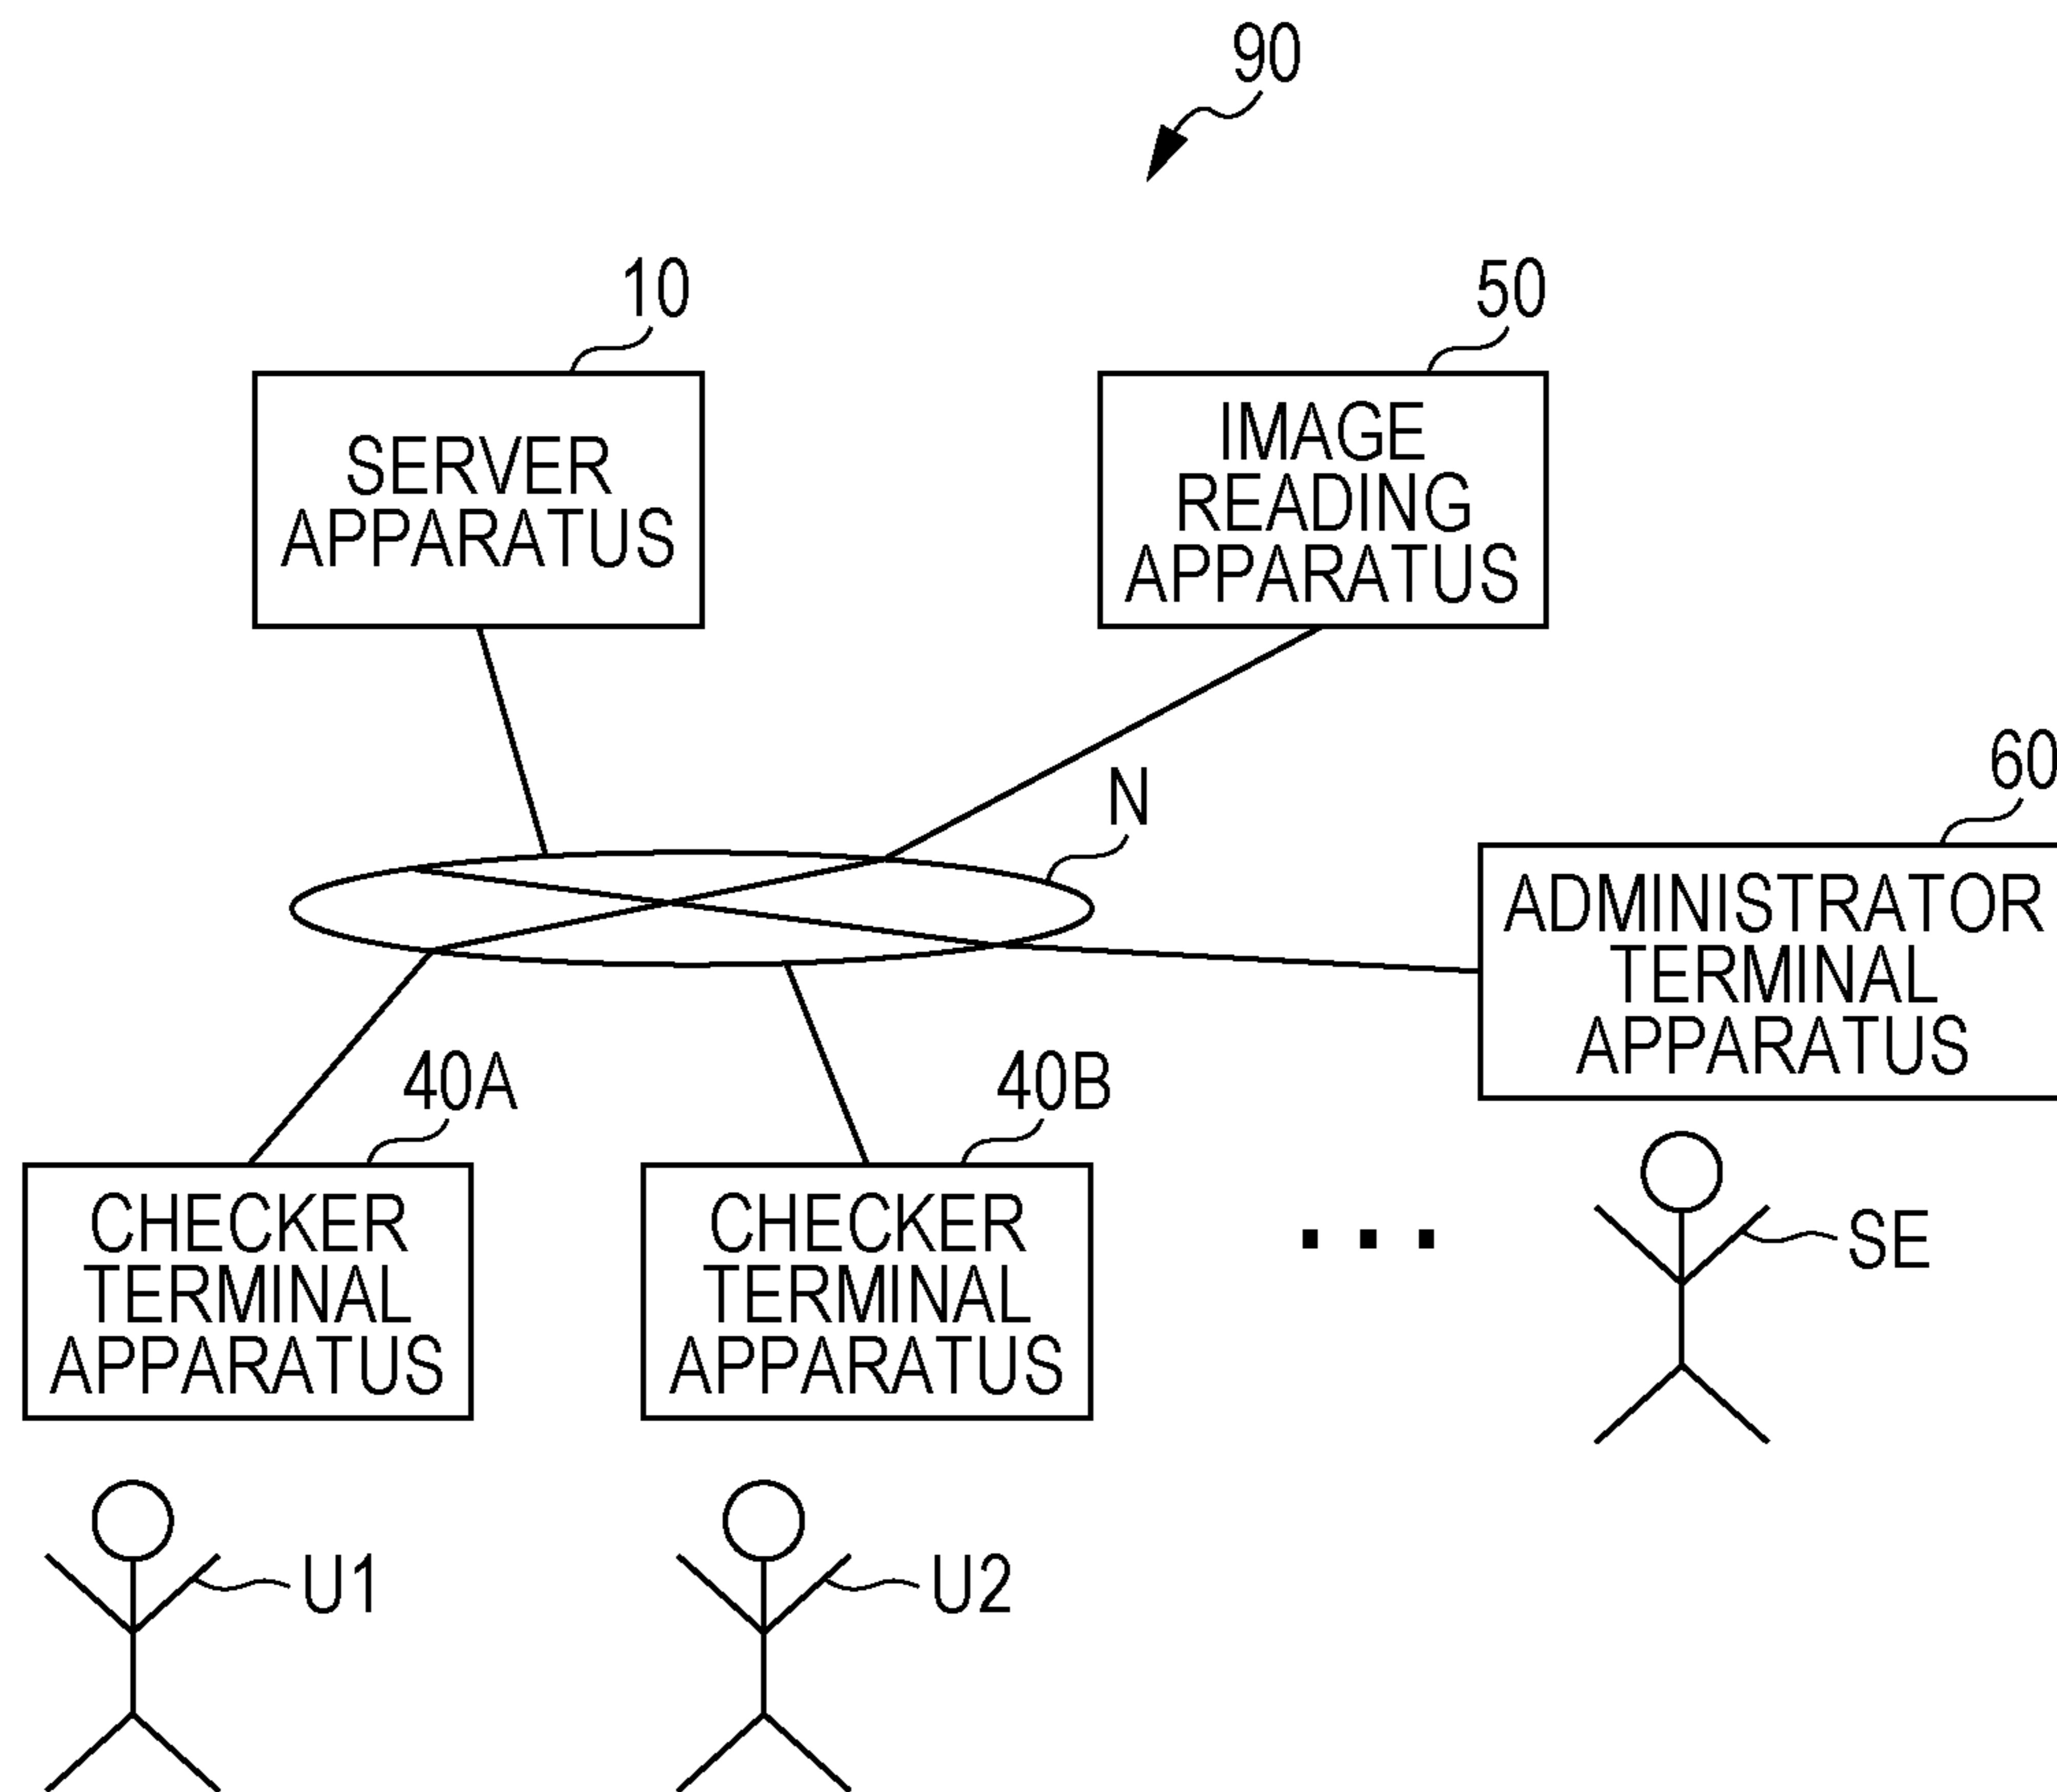 90
10
50
SERVER
APPARATUS
IMAGE
READING
APPARATUS
N
60
ADMINISTRATOR
TERMINAL
APPARATUS
40A
40B
CHECKER
TERMINAL
APPARATUS
CHECKER
TERMINAL
APPARATUS
...
SE
U1
U2